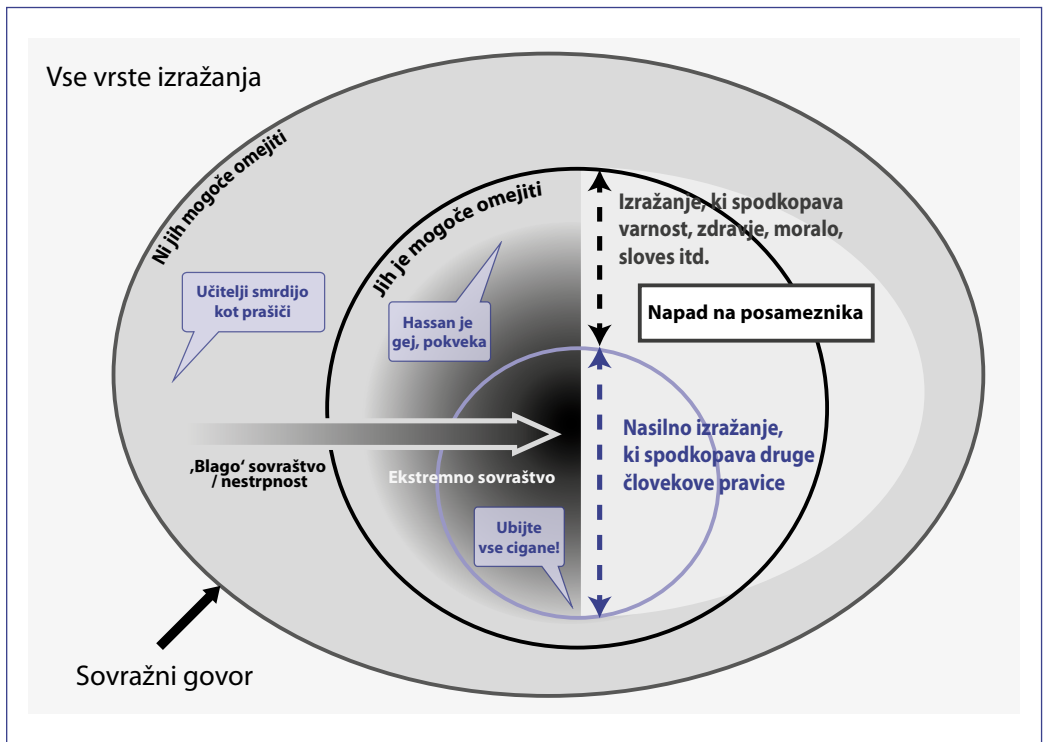 Vse vrste izražanja
Ni jih mogoče omejiti
Jih je mogoče omejiti
Izražanje, ki spodkopava
varnost, zdravje, moralo,
sloves itd.
Učitelji smrdijo
kot prašiči
Hassan je
gej, pokveka
Napad na posameznika
Nasilno izražanje,
ki spodkopava druge
človekove pravice
‚Blago‘ sovraštvo
/ nestrpnost
Ekstremno sovraštvo
Ubijte
vse cigane!
Sovražni govor